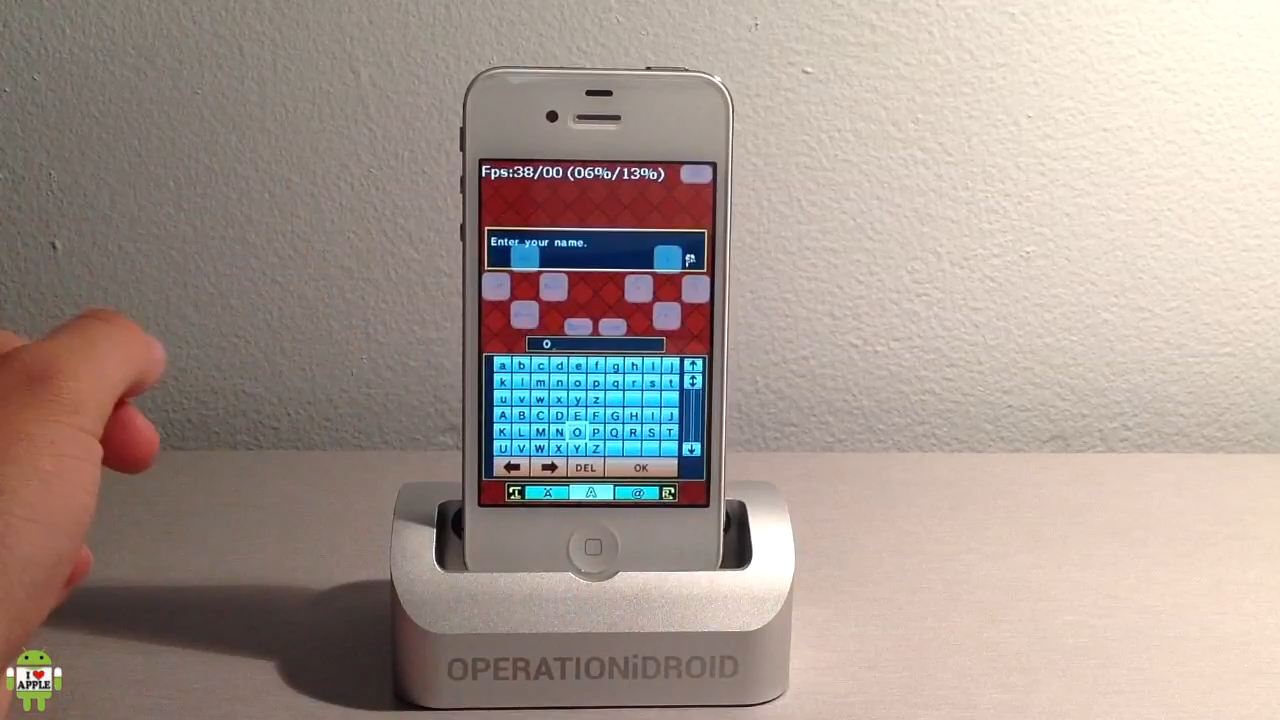 Fps:38/00 (06%/13%)
Enter your name.
O
a b c d e f g h i j
k l m n o p q r s t
u v w x y z
A B C D E F G H I J
K L M N O P Q R S T
U V W X Y Z
DEL OK
Ä A @
OPERATIONiDROID
I ♥
APPLE